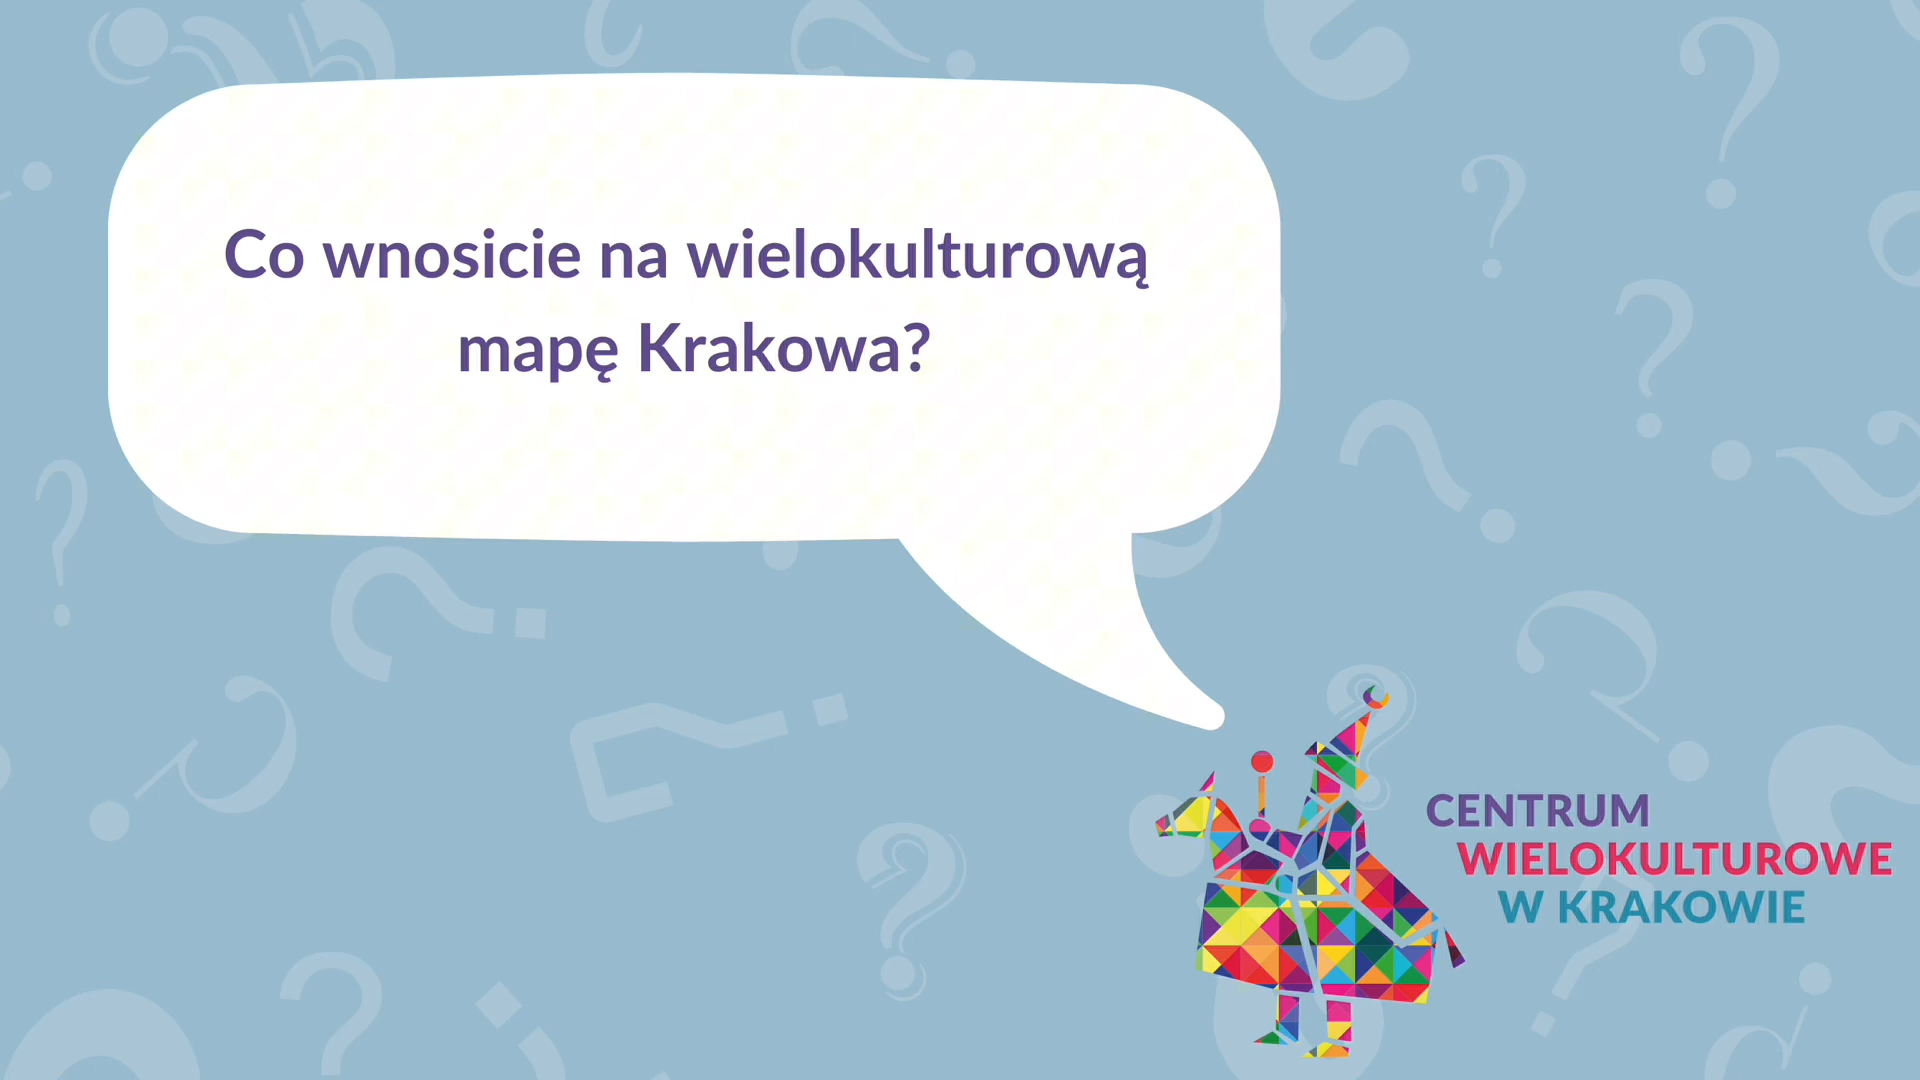 Co wnosicie na wielokulturową
mapę Krakowa?
CENTRUM
WIELOKULTUROWE
W KRAKOWIE